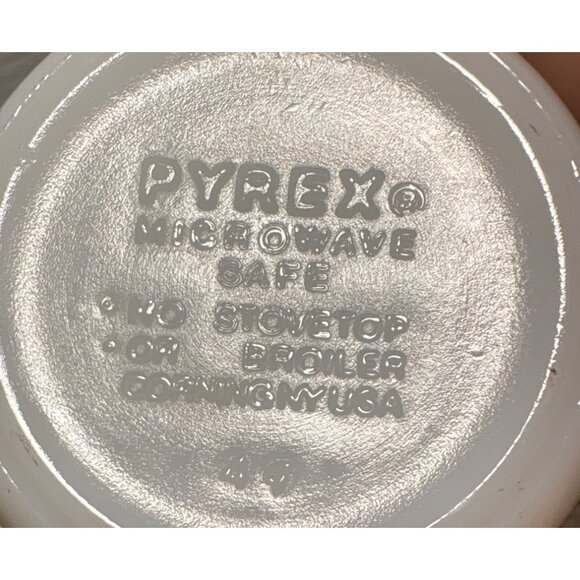 PYREX®
MICROWAVE
SAFE
• NO STOVETOP
• OR BROILER
CORNING NY USA